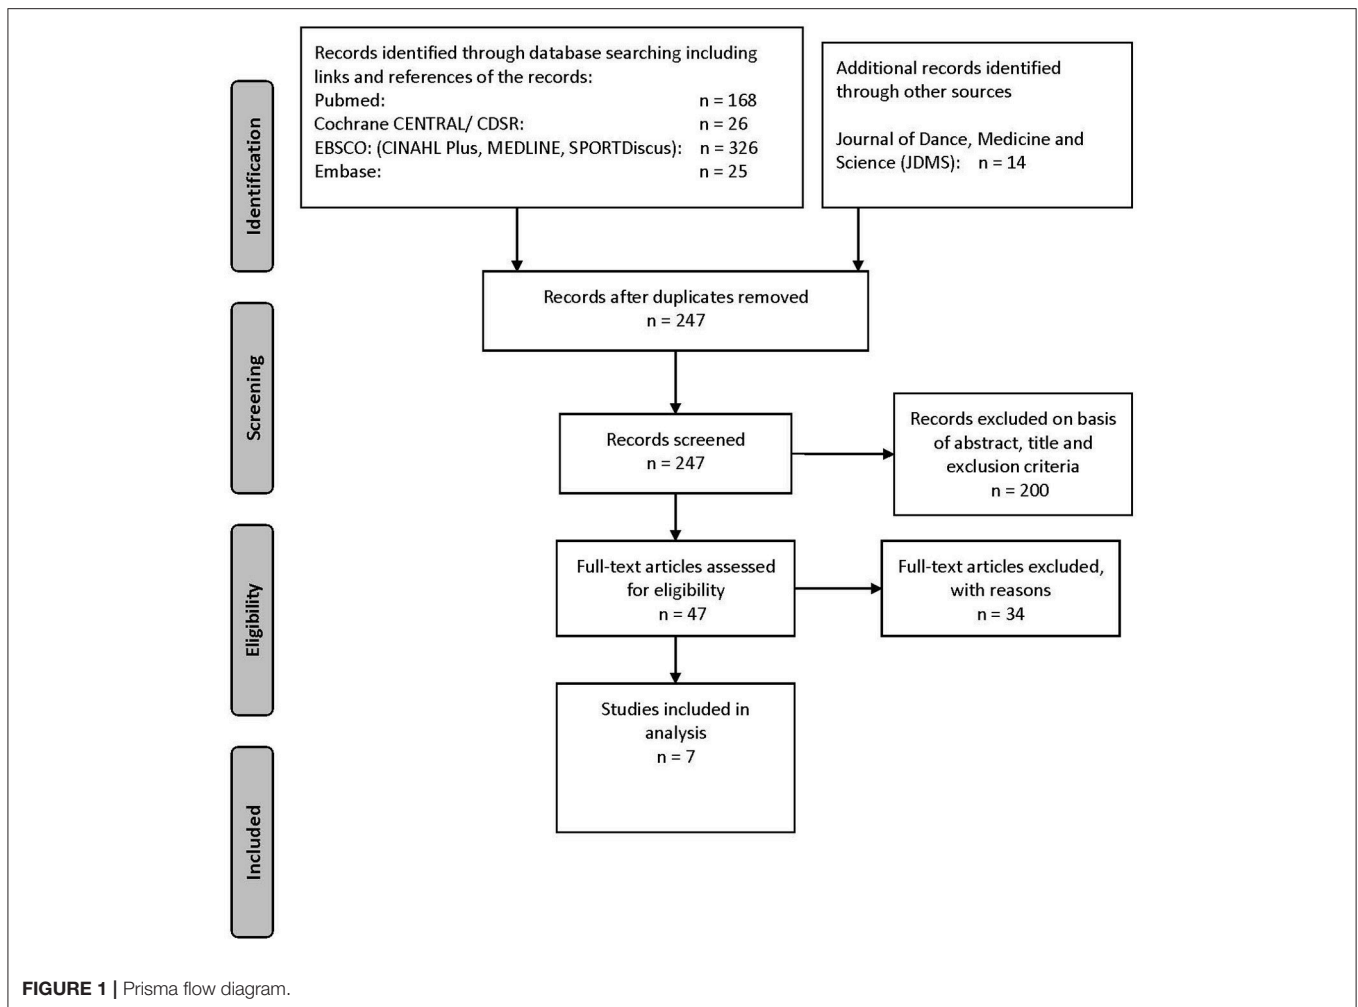 Records identified through database searching including
links and references of the records:
Pubmed: n = 168
Cochrane CENTRAL/ CDSR: n = 26
EBSCO: (CINAHL Plus, MEDLINE, SPORTDiscus): n = 326
Embase: n = 25
Additional records identified
through other sources
Journal of Dance, Medicine and
Science (JDMS): n = 14
Identification
Records after duplicates removed
n = 247
Screening
Records screened
n = 247
Records excluded on basis
of abstract, title and
exclusion criteria
n = 200
Eligibility
Full-text articles assessed
for eligibility
n = 47
Full-text articles excluded,
with reasons
n = 34
Included
Studies included in
analysis
n = 7
FIGURE 1 | Prisma flow diagram.